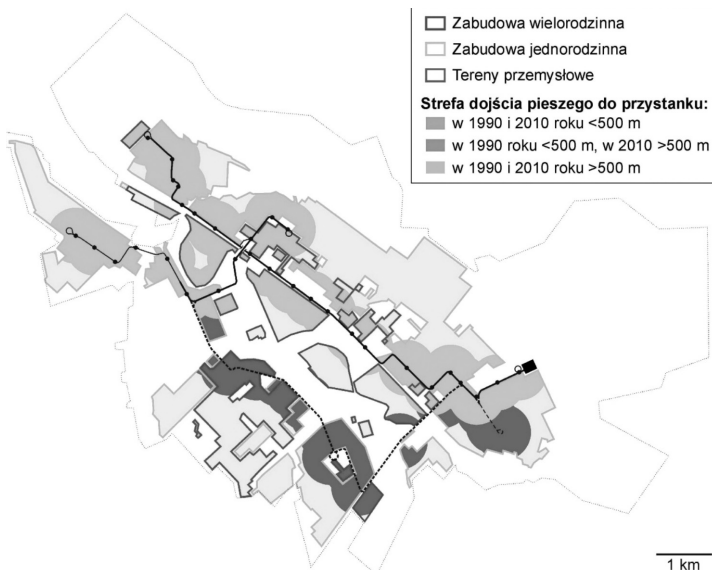 Zabudowa wielorodzinna
Zabudowa jednorodzinna
Tereny przemysłowe
Strefa dojścia pieszego do przystanku:
w 1990 i 2010 roku <500 m
w 1990 roku <500 m, w 2010 >500 m
w 1990 i 2010 roku >500 m
1 km